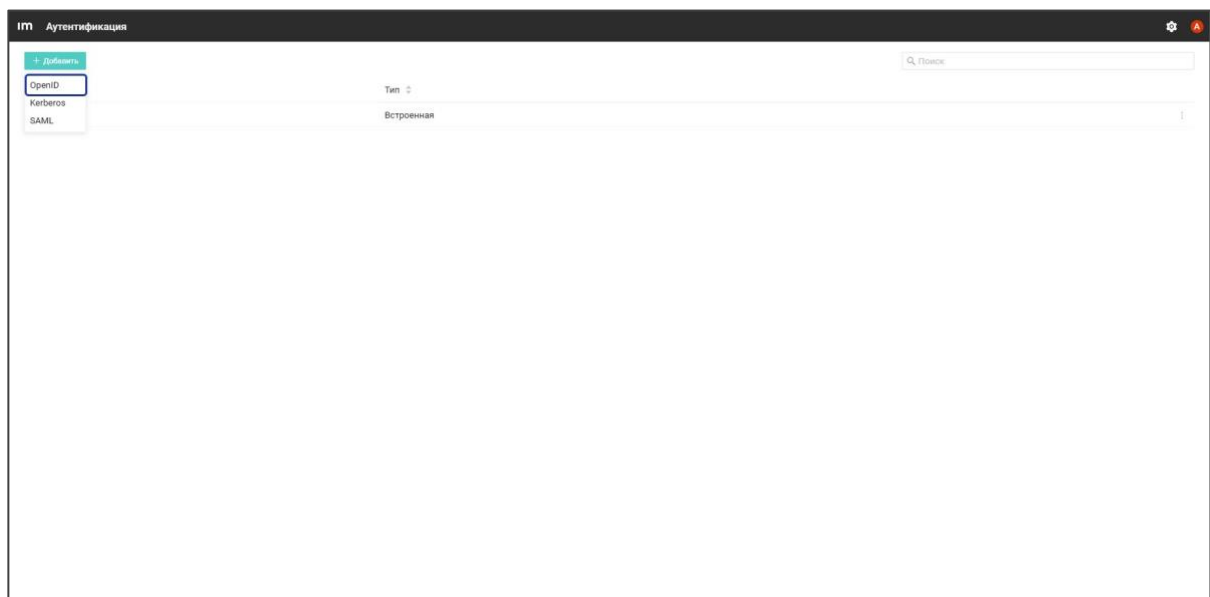 im Аутентификация
A
+ Добавить
Поиск
OpenID
Тип
Kerberos
Встроенная
SAML